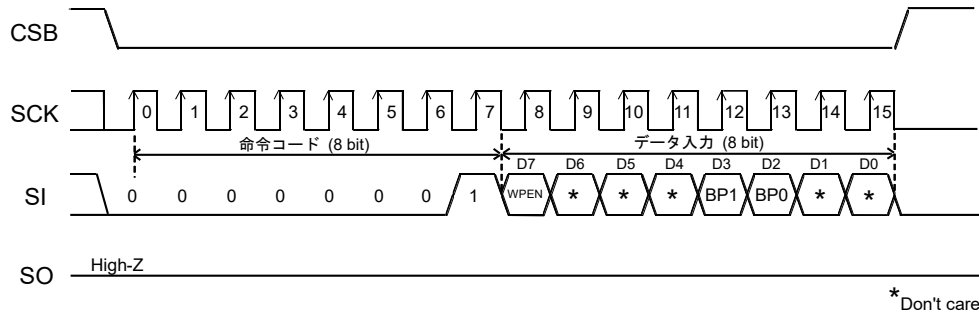 CSB
SCK 0 1 2 3 4 5 6 7 8 9 10 11 12 13 14 15
命令コード (8 bit) データ入力 (8 bit)
D7 D6 D5 D4 D3 D2 D1 D0
SI 0 0 0 0 0 0 0 1 WPEN * * * BP1 BP0 * *
High-Z
SO
*Don't care